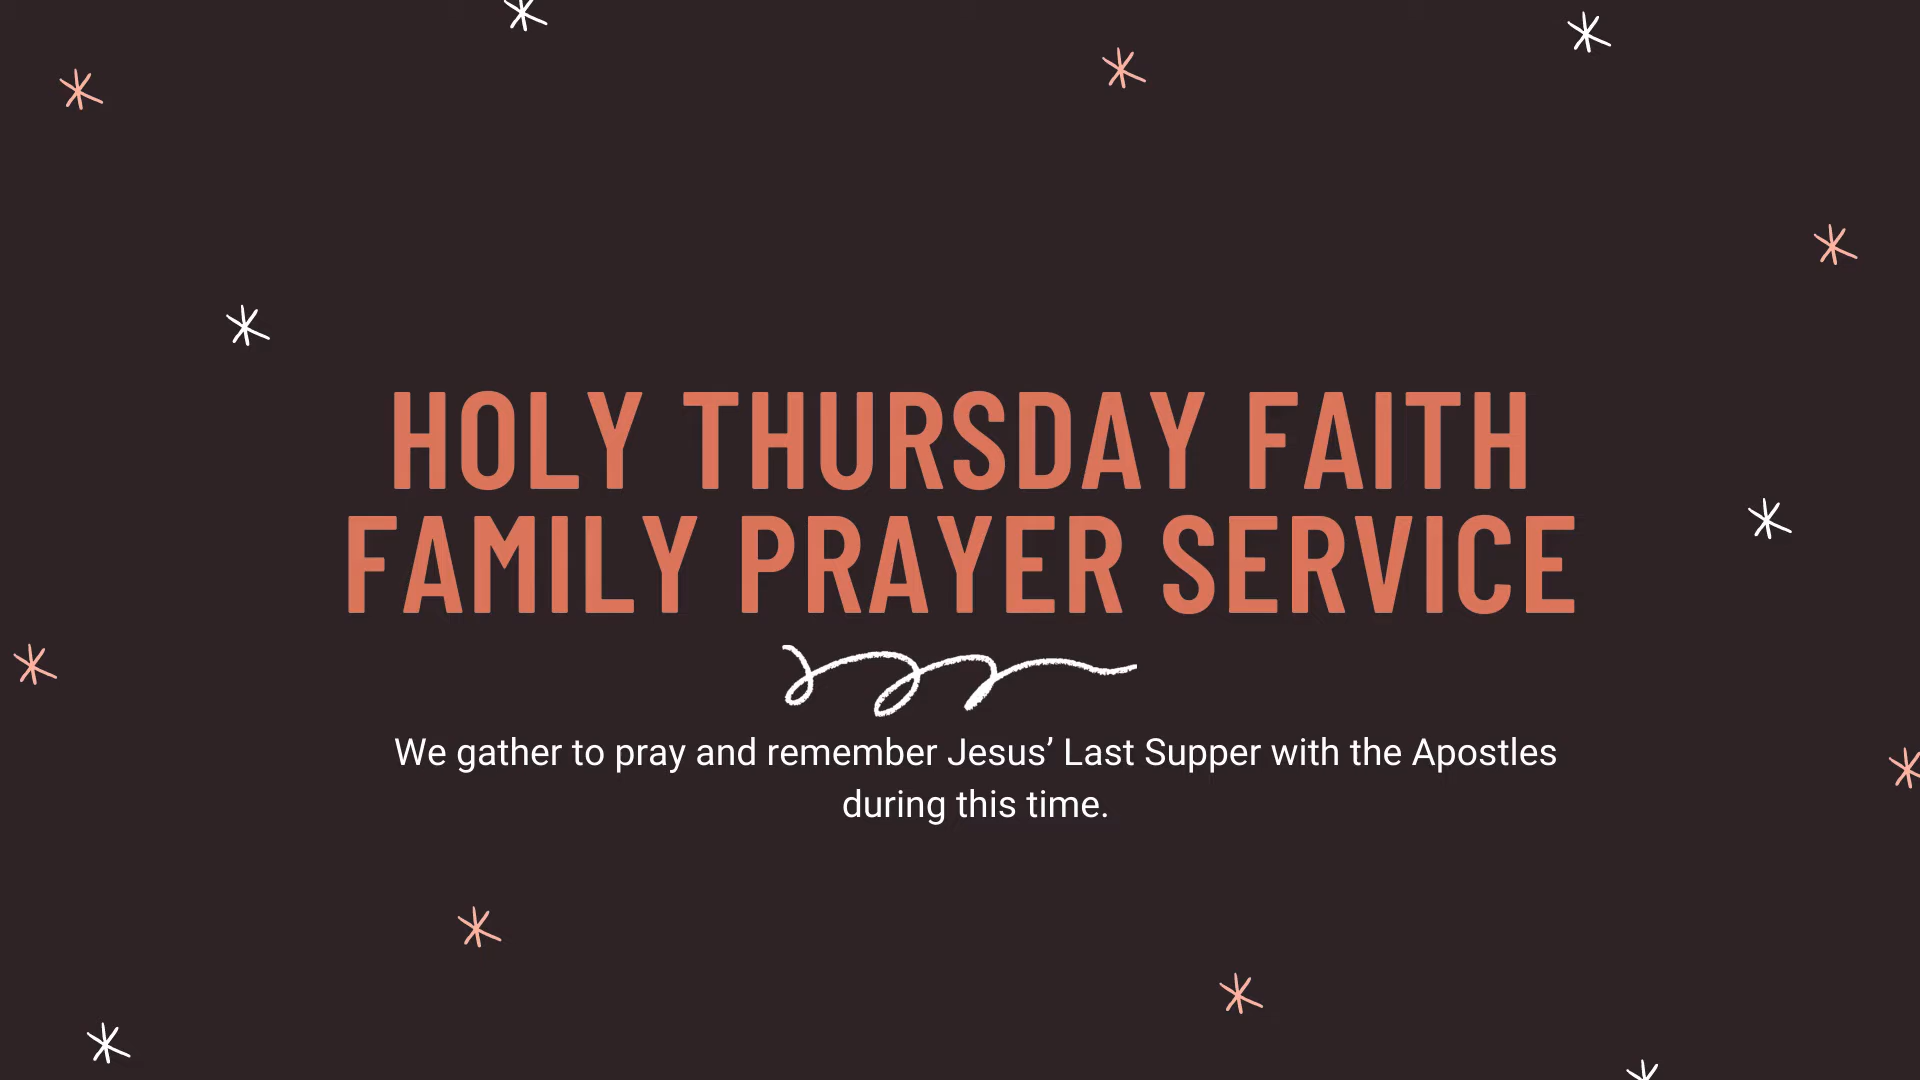 HOLY THURSDAY FAITH
FAMILY PRAYER SERVICE
We gather to pray and remember Jesus’ Last Supper with the Apostles
during this time.